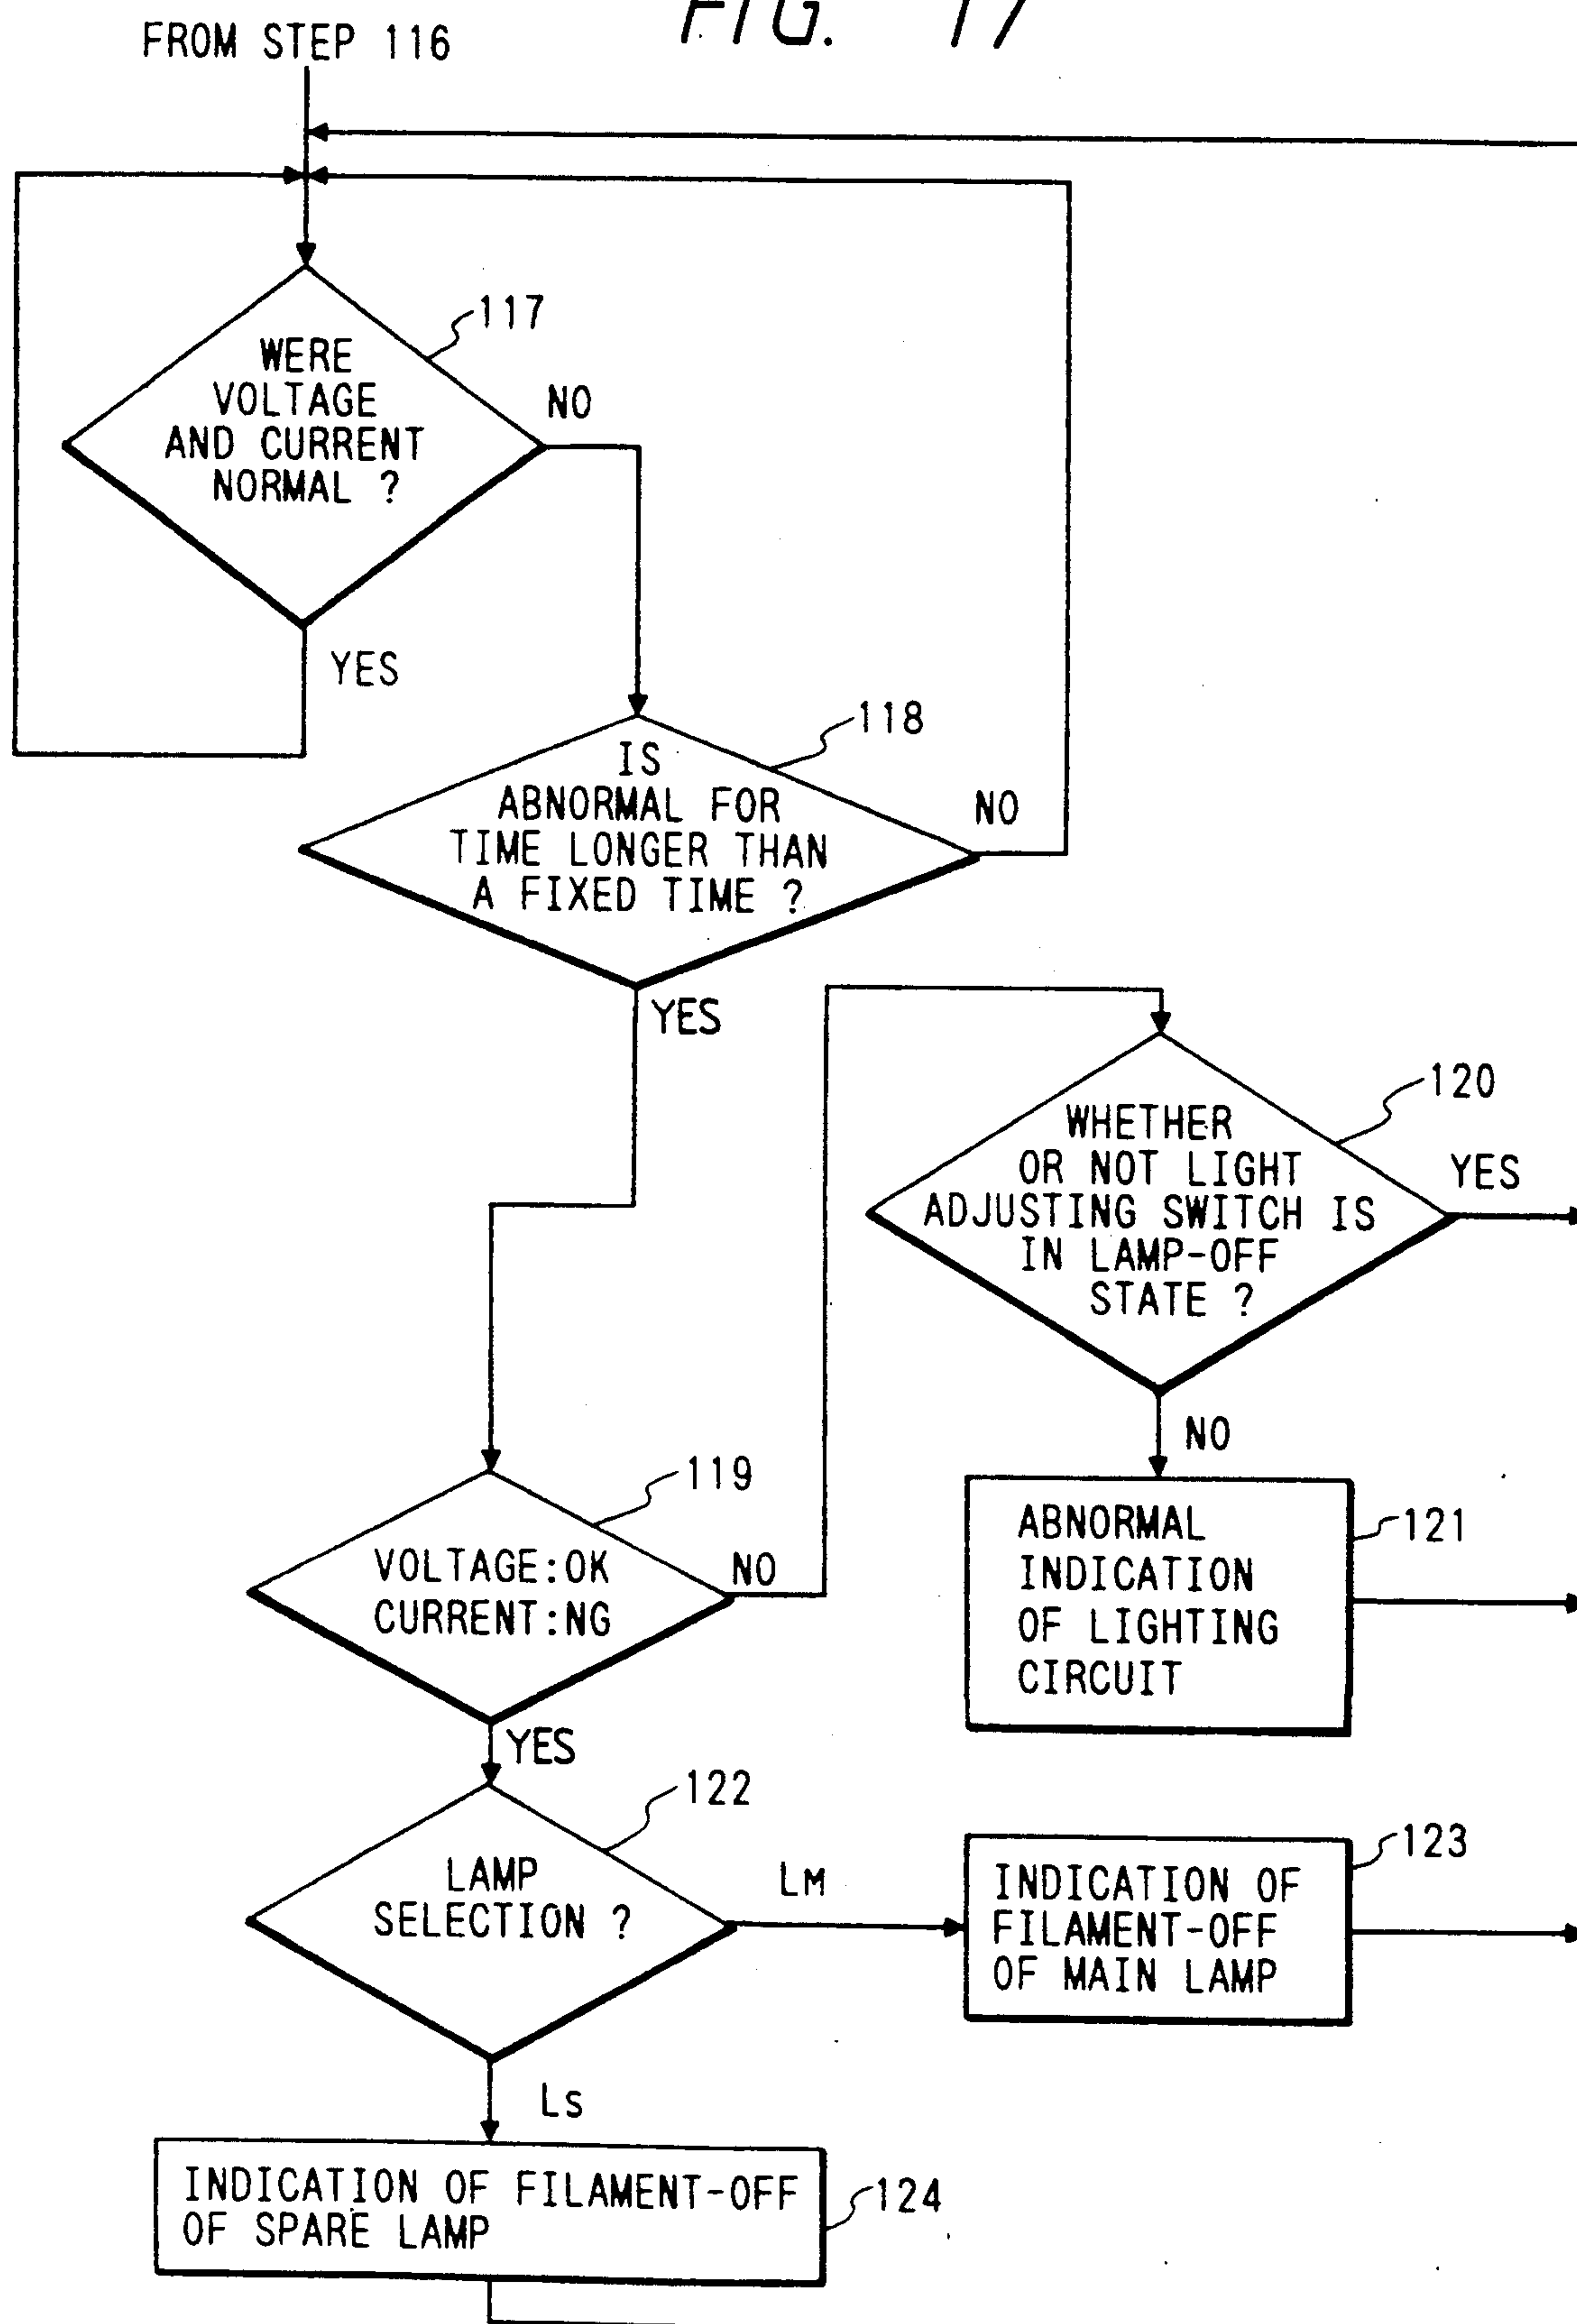 FIG. 17
FROM STEP 116
117
WERE
VOLTAGE
AND CURRENT
NORMAL ?
NO
YES
118
IS
ABNORMAL FOR
TIME LONGER THAN
A FIXED TIME ?
NO
YES
120
WHETHER
OR NOT LIGHT
ADJUSTING SWITCH IS
IN LAMP-OFF
STATE ?
YES
NO
119
VOLTAGE:OK
CURRENT:NG
NO
YES
121
ABNORMAL
INDICATION
OF LIGHTING
CIRCUIT
122
LAMP
SELECTION ?
LM
LS
123
INDICATION OF
FILAMENT-OFF
OF MAIN LAMP
INDICATION OF FILAMENT-OFF
OF SPARE LAMP
124